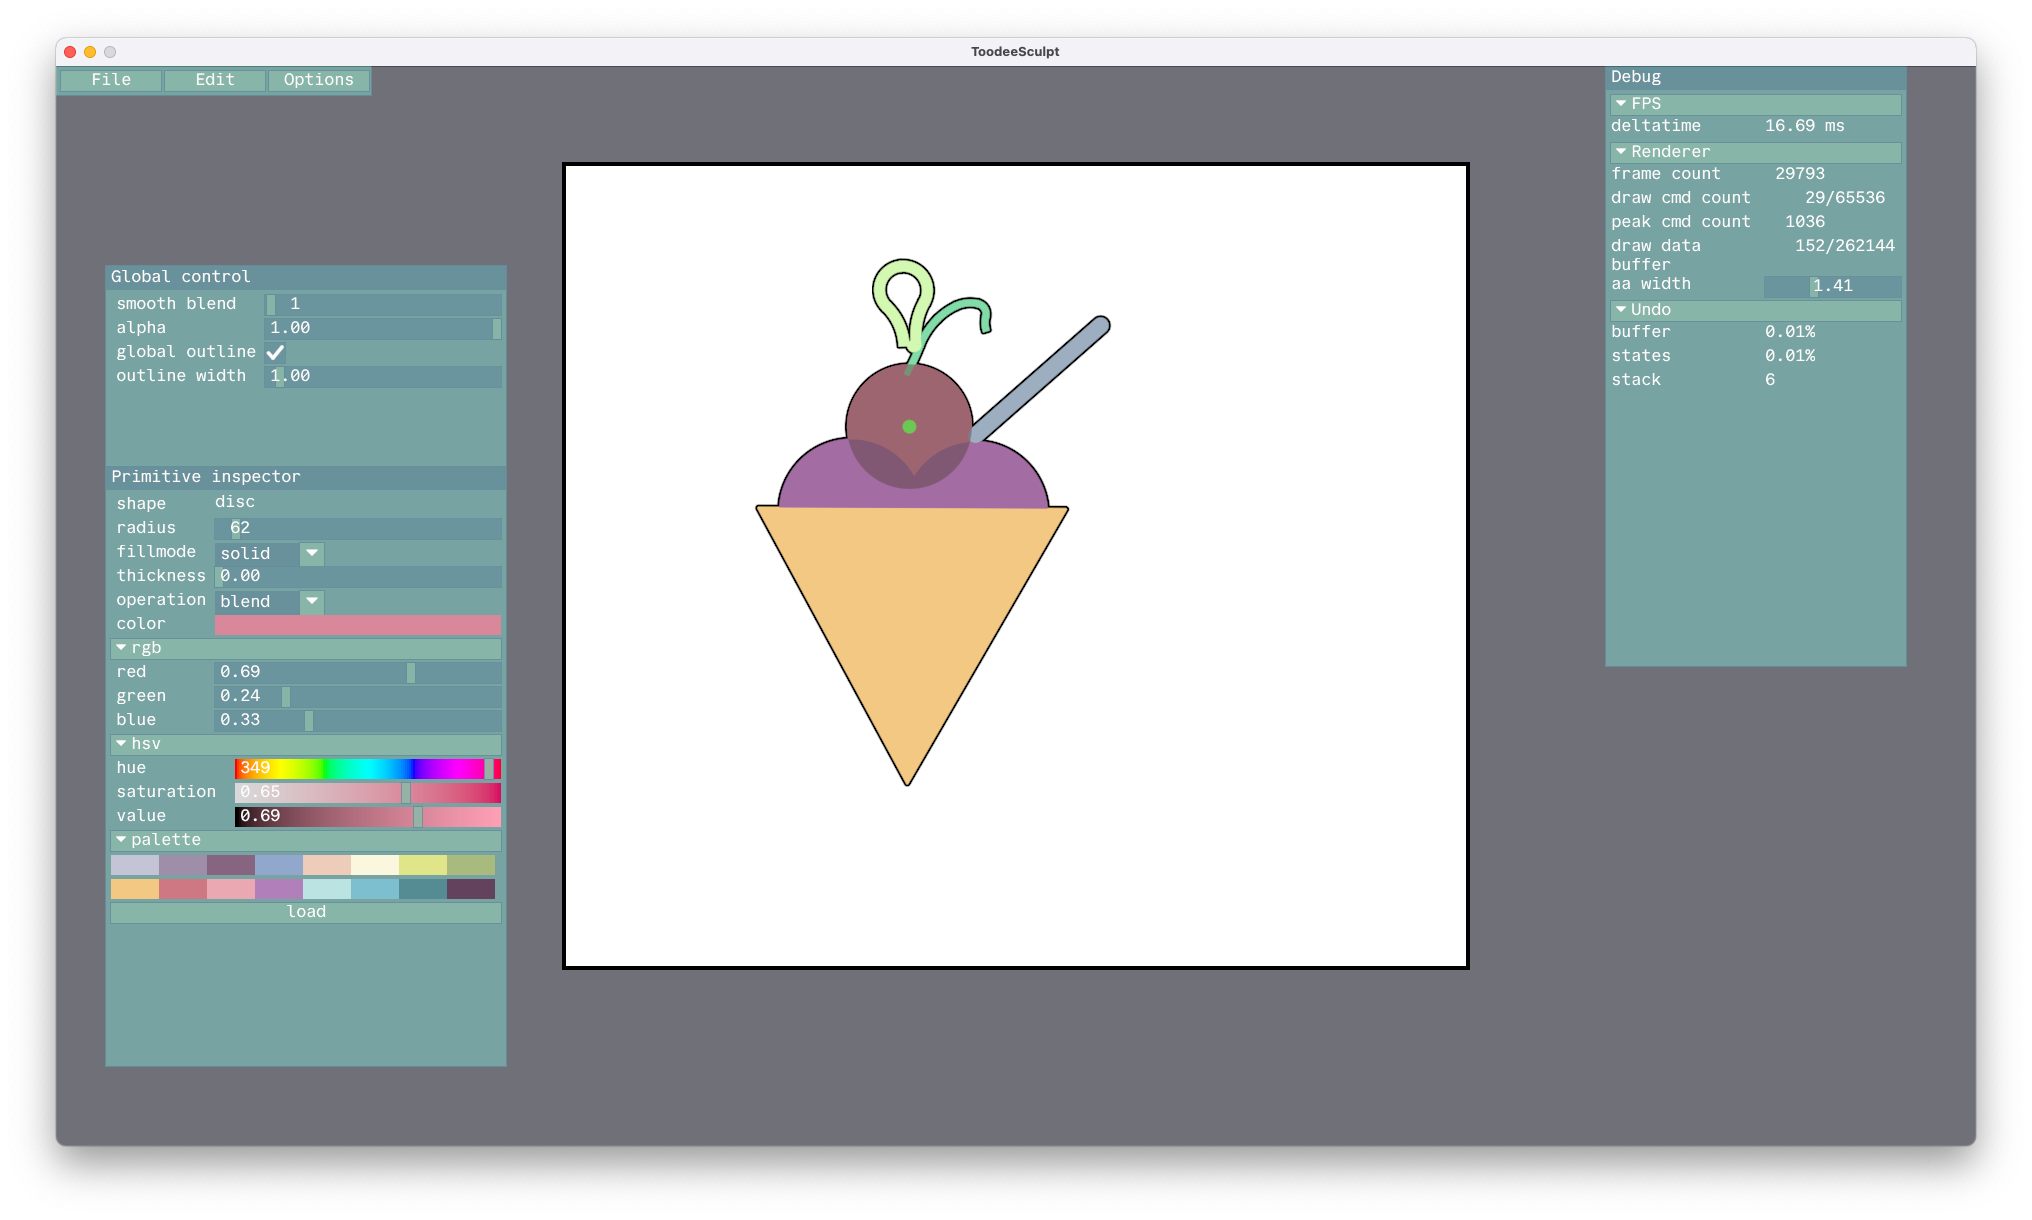 ToodeeSculpt
File Edit Options
Global control
smooth blend 1
alpha 1.00
global outline
outline width 1.00
Primitive inspector
shape disc
radius 62
fillmode solid
thickness 0.00
operation blend
color
rgb
red 0.69
green 0.24
blue 0.33
hsv
hue 349
saturation 0.65
value 0.69
palette
load
Debug
FPS
deltatime 16.69 ms
Renderer
frame count 29793
draw cmd count 29/65536
peak cmd count 1036
draw data 152/262144
buffer
aa width 1.41
Undo
buffer 0.01%
states 0.01%
stack 6